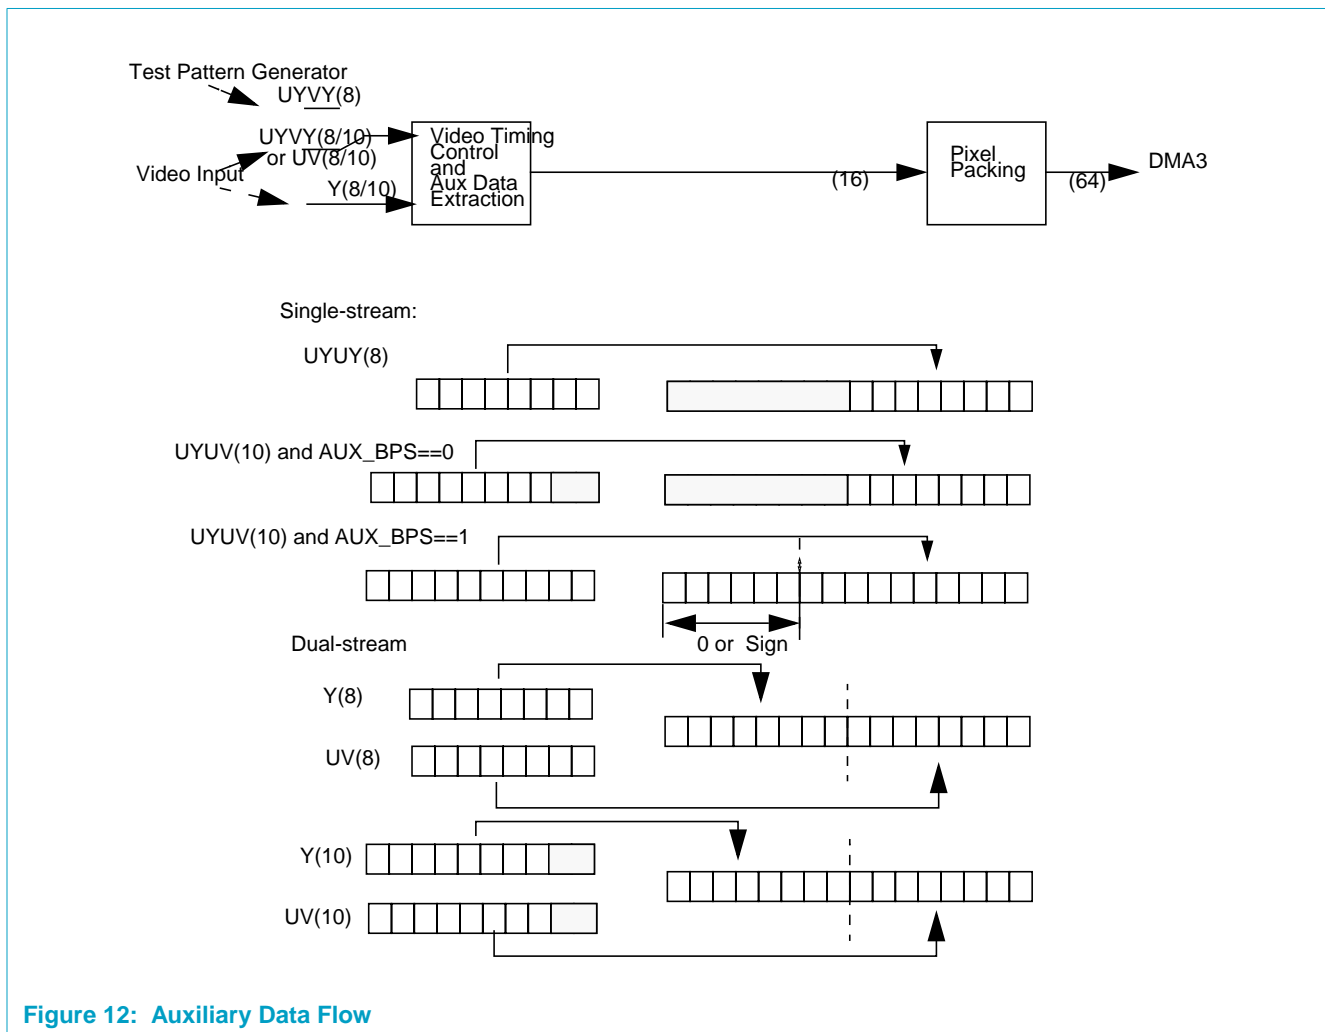 Test Pattern Generator
UYVY(8)
UYVY(8/10)
or UV(8/10)
Video Input
Y(8/10)
Video Timing
Control
and
Aux Data
Extraction
(16)
Pixel
Packing
(64)
DMA3
Single-stream:
UYUY(8)
UYUV(10) and AUX_BPS==0
UYUV(10) and AUX_BPS==1
0 or Sign
Dual-stream
Y(8)
UV(8)
Y(10)
UV(10)
Figure 12: Auxiliary Data Flow